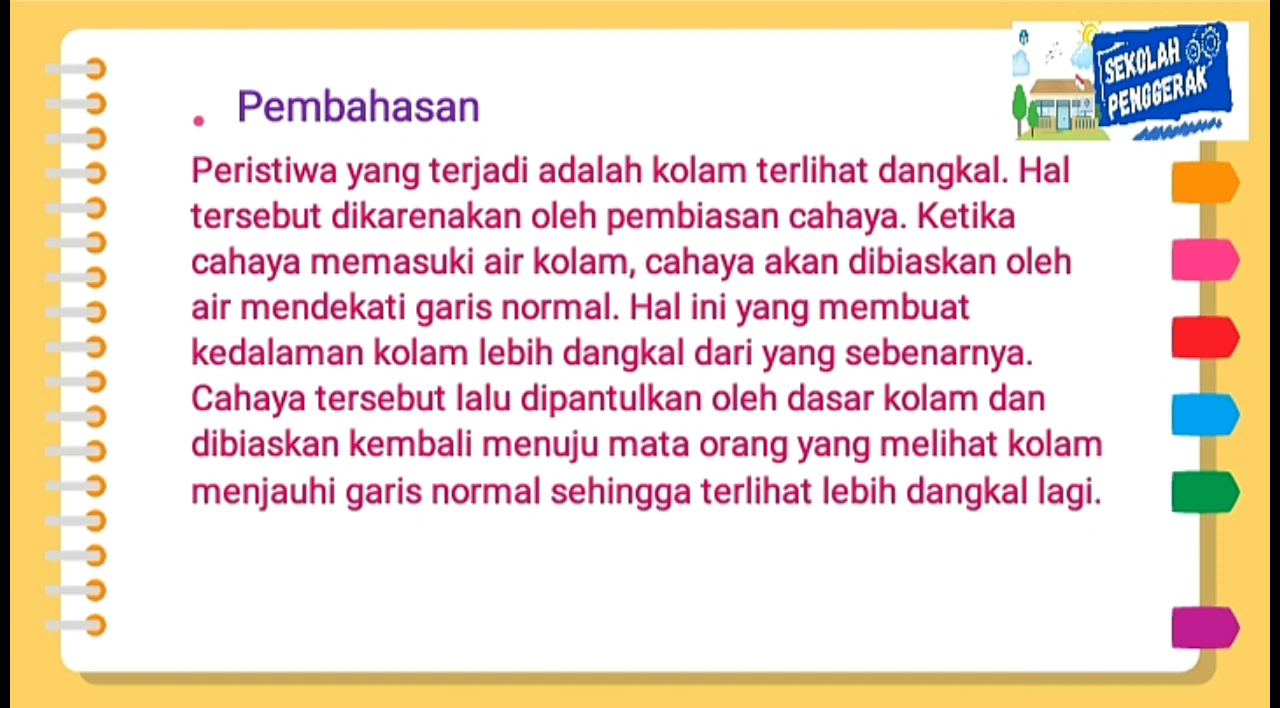 SEKOLAH
PENGGERAK
Pembahasan
Peristiwa yang terjadi adalah kolam terlihat dangkal. Hal
tersebut dikarenakan oleh pembiasan cahaya. Ketika
cahaya memasuki air kolam, cahaya akan dibiaskan oleh
air mendekati garis normal. Hal ini yang membuat
kedalaman kolam lebih dangkal dari yang sebenarnya.
Cahaya tersebut lalu dipantulkan oleh dasar kolam dan
dibiaskan kembali menuju mata orang yang melihat kolam
menjauhi garis normal sehingga terlihat lebih dangkal lagi.